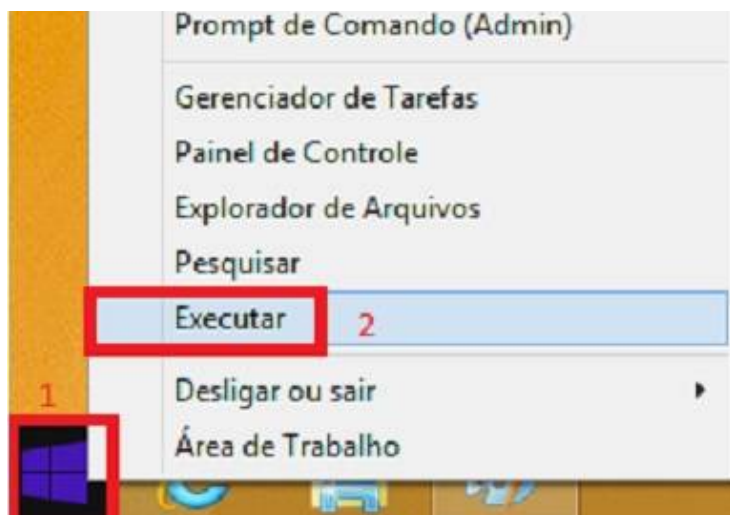 Prompt de Comando (Admin)
Gerenciador de Tarefas
Painel de Controle
Explorador de Arquivos
Pesquisar
Executar 2
1 Desligar ou sair
Área de Trabalho